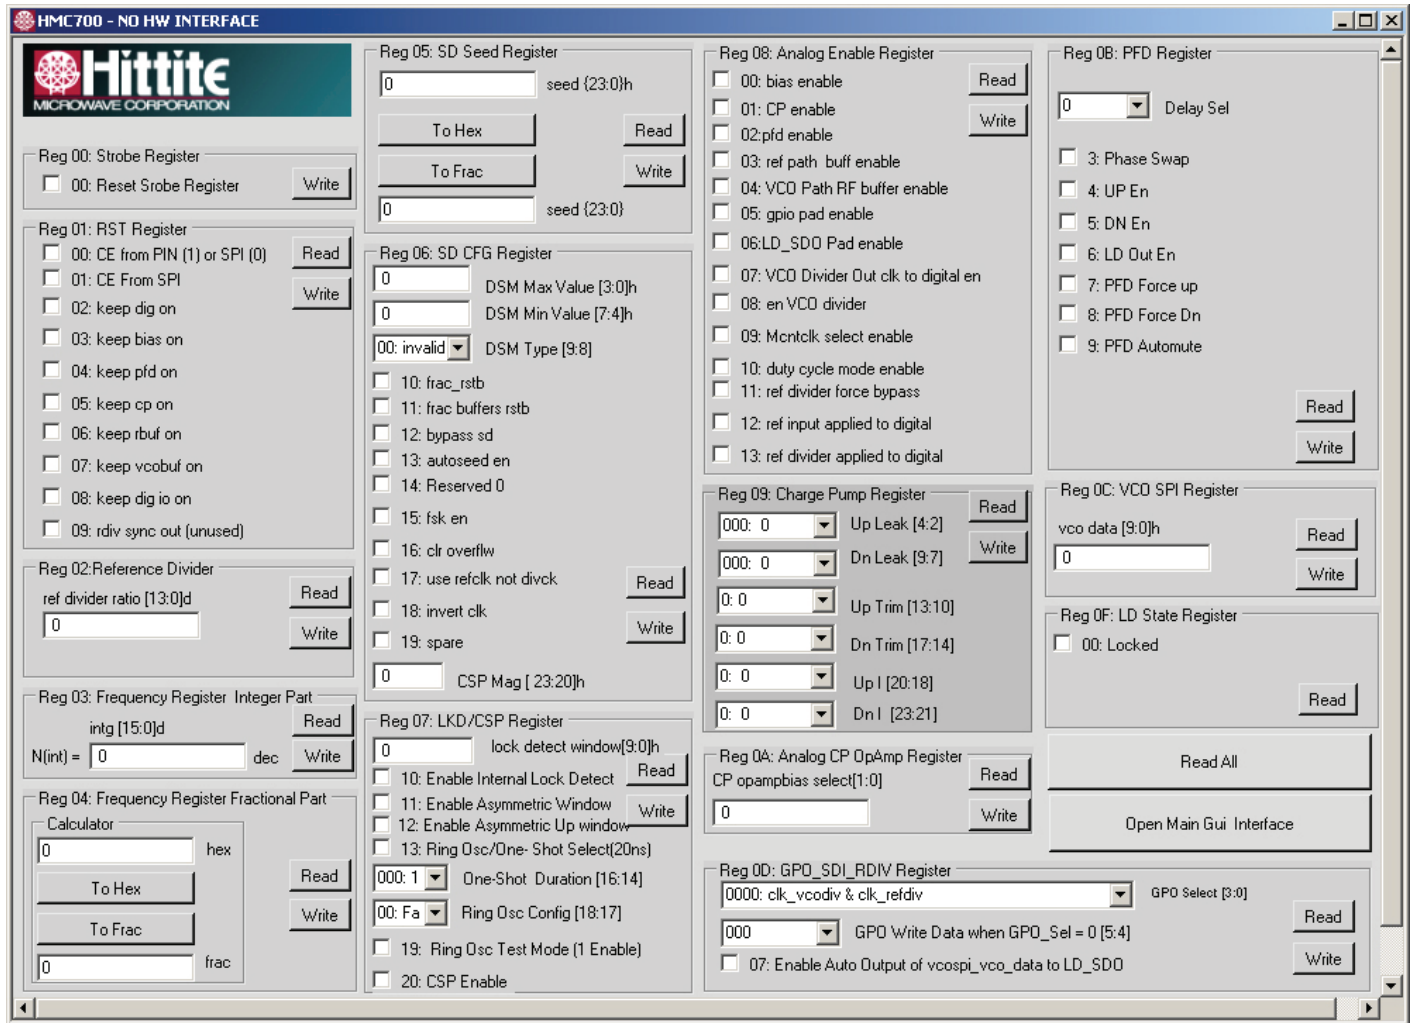 HMC700 - NO HW INTERFACE
Hittite
MICROWAVE CORPORATION
Reg 00: Strobe Register
00: Reset Srobe Register
Write
Reg 01: RST Register
00: CE from PIN (1) or SPI (0)
Read
01: CE From SPI
Write
02: keep dig on
03: keep bias on
04: keep pfd on
05: keep cp on
06: keep rbuf on
07: keep vcobuf on
08: keep dig io on
09: rdiv sync out (unused)
Reg 02:Reference Divider
ref divider ratio [13:0]d
Read
0
Write
Reg 03: Frequency Register Integer Part
intg [15:0]d
Read
N(int) = 0 dec
Write
Reg 04: Frequency Register Fractional Part
Calculator
0 hex
To Hex
Read
To Frac
Write
0 frac
Reg 05: SD Seed Register
0 seed {23:0}h
To Hex
Read
To Frac
Write
0 seed {23:0}
Reg 06: SD CFG Register
0 DSM Max Value [3:0]h
0 DSM Min Value [7:4]h
00: invalid DSM Type [9:8]
10: frac_rstb
11: frac buffers rstb
12: bypass sd
13: autoseed en
14: Reserved 0
15: fsk en
16: clr overflw
17: use refclk not divck
Read
18: invert clk
Write
19: spare
0 CSP Mag [ 23:20]h
Reg 07: LKD/CSP Register
0 lock detect window[9:0]h
10: Enable Internal Lock Detect
Read
11: Enable Asymmetric Window
Write
12: Enable Asymmetric Up window
13: Ring Osc/One- Shot Select(20ns)
000: 1 One-Shot Duration [16:14]
00: Fa Ring Osc Config [18:17]
19: Ring Osc Test Mode (1 Enable)
20: CSP Enable
Reg 08: Analog Enable Register
00: bias enable
Read
01: CP enable
Write
02:pfd enable
03: ref path buff enable
04: VCO Path RF buffer enable
05: gpio pad enable
06:LD_SDO Pad enable
07: VCO Divider Out clk to digital en
08: en VCO divider
09: Mcntclk select enable
10: duty cycle mode enable
11: ref divider force bypass
12: ref input applied to digital
13: ref divider applied to digital
Reg 09: Charge Pump Register
Read
000: 0 Up Leak [4:2]
Write
000: 0 Dn Leak [9:7]
0: 0 Up Trim [13:10]
0: 0 Dn Trim [17:14]
0: 0 Up I [20:18]
0: 0 Dn I [23:21]
Reg 0A: Analog CP OpAmp Register
CP opampbias select[1:0]
Read
0
Write
Reg 0B: PFD Register
0 Delay Sel
3: Phase Swap
4: UP En
5: DN En
6: LD Out En
7: PFD Force up
8: PFD Force Dn
9: PFD Automute
Read
Write
Reg 0C: VCO SPI Register
vco data [9:0]h
Read
0
Write
Reg 0F: LD State Register
00: Locked
Read
Read All
Open Main Gui Interface
Reg 0D: GPO_SDI_RDIV Register
0000: clk_vcodiv & clk_refdiv GPO Select [3:0]
Read
000 GPO Write Data when GPO_Sel = 0 [5:4]
Write
07: Enable Auto Output of vcospi_vco_data to LD_SDO